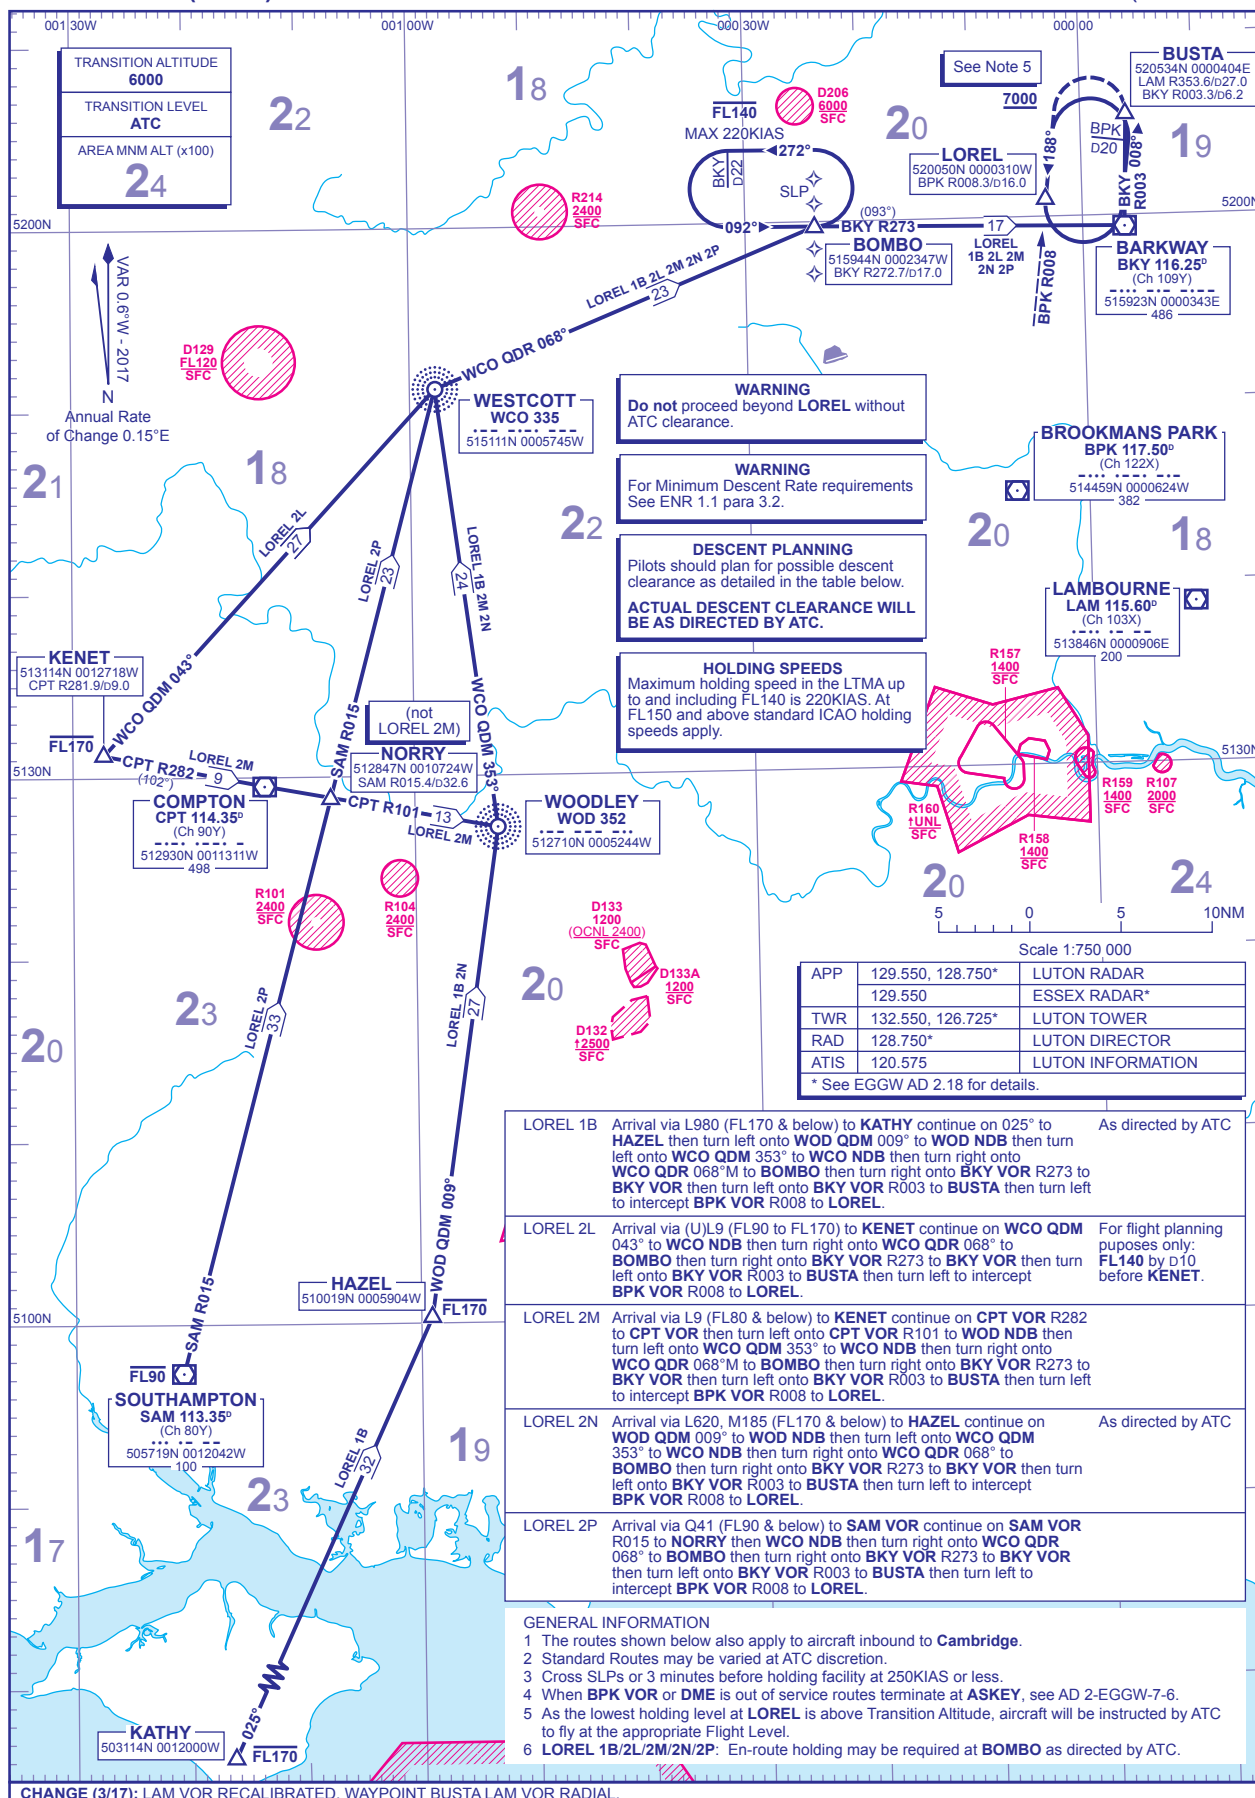 001 30W
001 00W
000 30W
000 00
TRANSITION ALTITUDE
6000
TRANSITION LEVEL
ATC
AREA MNM ALT (x100)
24
22
18
D206
6000
SFC
FL140
MAX 220KIAS
272°
BKY
D22
SLP
092°
See Note 5
7000
BUSTA
520534N 0000404E
LAM R353.6/D27.0
BKY R003.3/D6.2
20
19
BPK
D20
188°
008°
BKY
R003
LOREL
520050N 0000310W
BPK R008.3/D16.0
R214
2400
SFC
5200N
5200N
(093°)
BKY R273
17
LOREL
1B 2L 2M
2N 2P
BPK R008
BOMBO
515944N 0002347W
BKY R272.7/D17.0
BARKWAY
BKY 116.25D
(Ch 109Y)
515923N 0000343E
486
VAR 0.6°W - 2017
N
Annual Rate
of Change 0.15°E
LOREL 1B 2L 2M 2N 2P
23
WCO QDR 068°
D129
FL120
SFC
WESTCOTT
WCO 335
515111N 0005745W
WARNING
Do not proceed beyond LOREL without
ATC clearance.
WARNING
For Minimum Descent Rate requirements
See ENR 1.1 para 3.2.
DESCENT PLANNING
Pilots should plan for possible descent
clearance as detailed in the table below.
ACTUAL DESCENT CLEARANCE WILL
BE AS DIRECTED BY ATC.
HOLDING SPEEDS
Maximum holding speed in the LTMA up
to and including FL140 is 220KIAS. At
FL150 and above standard ICAO holding
speeds apply.
BROOKMANS PARK
BPK 117.50D
(Ch 122X)
514459N 0000624W
382
21
18
22
20
18
LOREL 2L
27
LOREL 2P
23
LOREL 1B 2M 2N
24
LAMBOURNE
LAM 115.60D
(Ch 103X)
513846N 0000906E
200
KENET
513114N 0012718W
CPT R281.9/D9.0
WCO QDM 043°
FL170
SAM R015
WCO QDM 353°
(not
LOREL 2M)
NORRY
512847N 0010724W
SAM R015.4/D32.6
R157
1400
SFC
5130N
5130N
CPT R282
(102°)
LOREL 2M
9
COMPTON
CPT 114.35D
(Ch 90Y)
512930N 0011311W
498
CPT R101
13
LOREL 2M
WOODLEY
WOD 352
512710N 0005244W
R160
↑UNL
SFC
R158
1400
SFC
R159
1400
SFC
R107
2000
SFC
20
24
R101
2400
SFC
R104
2400
SFC
D133
1200
(OCNL 2400)
SFC
D133A
1200
SFC
D132
↑2500
SFC
5 0 5 10NM
Scale 1:750 000
APP 129.550, 128.750* LUTON RADAR
129.550 ESSEX RADAR*
TWR 132.550, 126.725* LUTON TOWER
RAD 128.750* LUTON DIRECTOR
ATIS 120.575 LUTON INFORMATION
* See EGGW AD 2.18 for details.
23
20
20
LOREL 2P
33
LOREL 1B 2N
27
WOD QDM 009°
SAM R015
LOREL 1B Arrival via L980 (FL170 & below) to KATHY continue on 025° to As directed by ATC
HAZEL then turn left onto WOD QDM 009° to WOD NDB then turn
left onto WCO QDM 353° to WCO NDB then turn right onto
WCO QDR 068°M to BOMBO then turn right onto BKY VOR R273 to
BKY VOR then turn left onto BKY VOR R003 to BUSTA then turn left
to intercept BPK VOR R008 to LOREL.
LOREL 2L Arrival via (U)L9 (FL90 to FL170) to KENET continue on WCO QDM For flight planning
043° to WCO NDB then turn right onto WCO QDR 068° to puposes only:
BOMBO then turn right onto BKY VOR R273 to BKY VOR then turn FL140 by D10
left onto BKY VOR R003 to BUSTA then turn left to intercept before KENET.
BPK VOR R008 to LOREL.
LOREL 2M Arrival via L9 (FL80 & below) to KENET continue on CPT VOR R282
to CPT VOR then turn left onto CPT VOR R101 to WOD NDB then
turn left onto WCO QDM 353° to WCO NDB then turn right onto
WCO QDR 068°M to BOMBO then turn right onto BKY VOR R273 to
BKY VOR then turn left onto BKY VOR R003 to BUSTA then turn left
to intercept BPK VOR R008 to LOREL.
LOREL 2N Arrival via L620, M185 (FL170 & below) to HAZEL continue on As directed by ATC
WOD QDM 009° to WOD NDB then turn left onto WCO QDM
353° to WCO NDB then turn right onto WCO QDR 068° to
BOMBO then turn right onto BKY VOR R273 to BKY VOR then turn
left onto BKY VOR R003 to BUSTA then turn left to intercept
BPK VOR R008 to LOREL.
LOREL 2P Arrival via Q41 (FL90 & below) to SAM VOR continue on SAM VOR
R015 to NORRY then WCO NDB then turn right onto WCO QDR
068° to BOMBO then turn right onto BKY VOR R273 to BKY VOR
then turn left onto BKY VOR R003 to BUSTA then turn left to
intercept BPK VOR R008 to LOREL.
HAZEL
510019N 0005904W
FL170
5100N
FL90
SOUTHAMPTON
SAM 113.35D
(Ch 80Y)
505719N 0012042W
100
19
23
17
LOREL 1B
32
025°
KATHY
503114N 0012000W
FL170
GENERAL INFORMATION
1 The routes shown below also apply to aircraft inbound to Cambridge.
2 Standard Routes may be varied at ATC discretion.
3 Cross SLPs or 3 minutes before holding facility at 250KIAS or less.
4 When BPK VOR or DME is out of service routes terminate at ASKEY, see AD 2-EGGW-7-6.
5 As the lowest holding level at LOREL is above Transition Altitude, aircraft will be instructed by ATC
to fly at the appropriate Flight Level.
6 LOREL 1B/2L/2M/2N/2P: En-route holding may be required at BOMBO as directed by ATC.
CHANGE (3/17): LAM VOR RECALIBRATED. WAYPOINT BUSTA LAM VOR RADIAL.